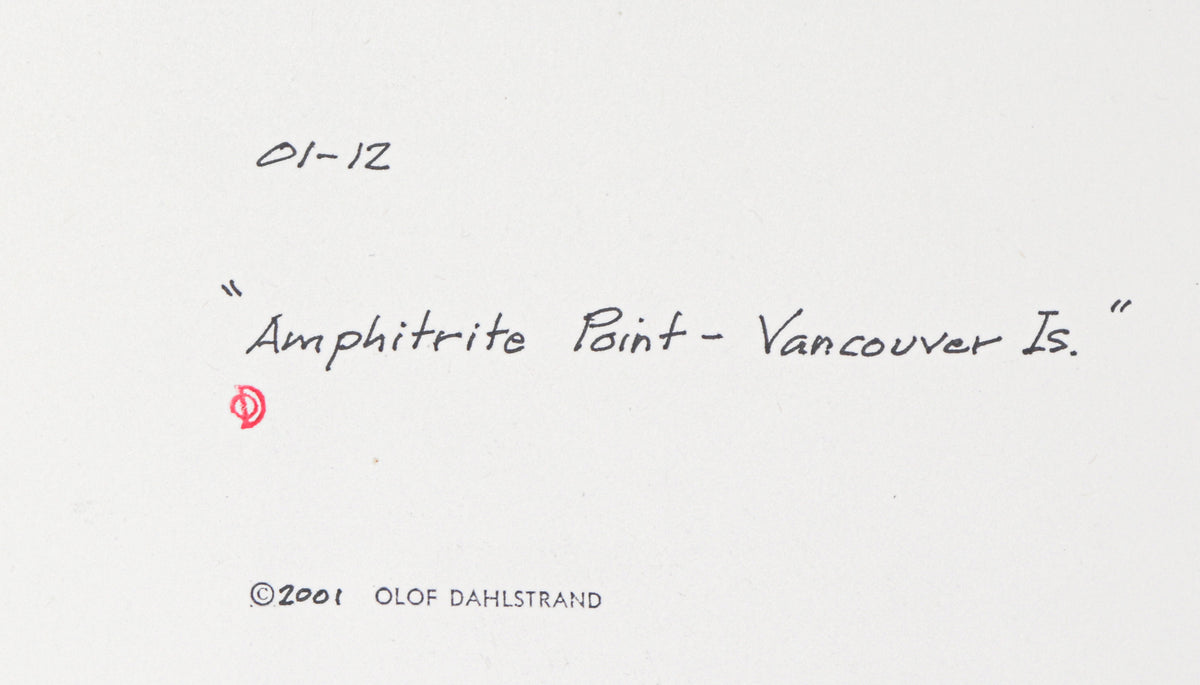 01-12
"Amphitrite Point - Vancouver Is."
©2001 OLOF DAHLSTRAND